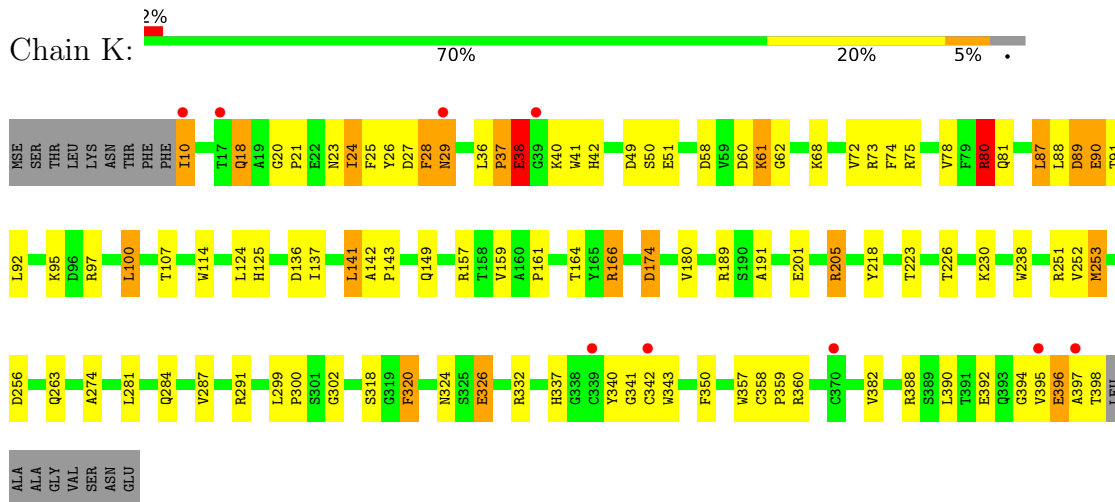 2%
Chain K:
70% 20% 5% •
MSE SER THR LEU LYS ASN THR PHE PHE I10 T17 Q18 A19 G20 P21 E22 N23 I24 F25 Y26 D27 F28 N29 L36 P37 E38 G39 K40 W41 H42 D49 S50 E51 D58 V59 D60 K61 G62 K68 V72 R73 F74 R75 V78 F79 R80 Q81 L87 L88 D89 E90 T91
L92 K95 D96 R97 L100 T107 W114 L124 H125 D136 I137 L141 A142 P143 Q149 R157 T158 V159 A160 P161 T164 Y165 R166 D174 V180 R189 S190 A191 E201 R205 Y218 T223 T226 K230 W238 R251 V252 M253
D256 Q263 A274 L281 Q284 V287 R291 L299 P300 S301 G302 S318 G319 F320 N324 S325 E326 R332 H337 G338 C339 Y340 G341 C342 W343 F350 W357 C358 P359 R360 C370 V382 R388 S389 L390 T391 E392 Q393 G394 V395 E396 A397 T398 LEU
ALA ALA GLY VAL SER ASN GLU